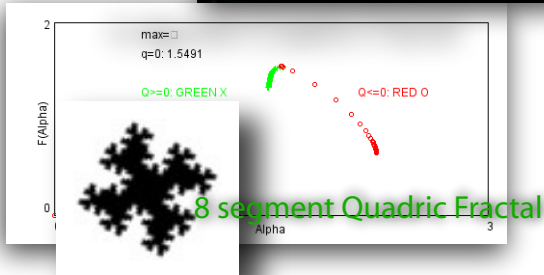 2
max=
q=0: 1.5491
Q>=0: GREEN X
Q<=0: RED O
F(Alpha)
0
8 segment Quadric Fractal
Alpha
3